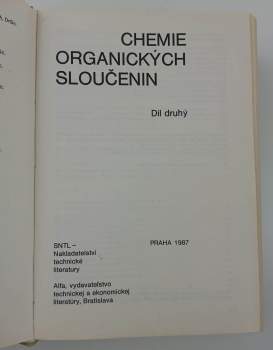 CHEMIE
ORGANICKÝCH
SLOUČENIN
Díl druhý
SNTL –
Nakladatelství
technické
literatury
PRAHA 1987
Alfa, vydavateľstvo
technickej a ekonomickej
literatúry, Bratislava